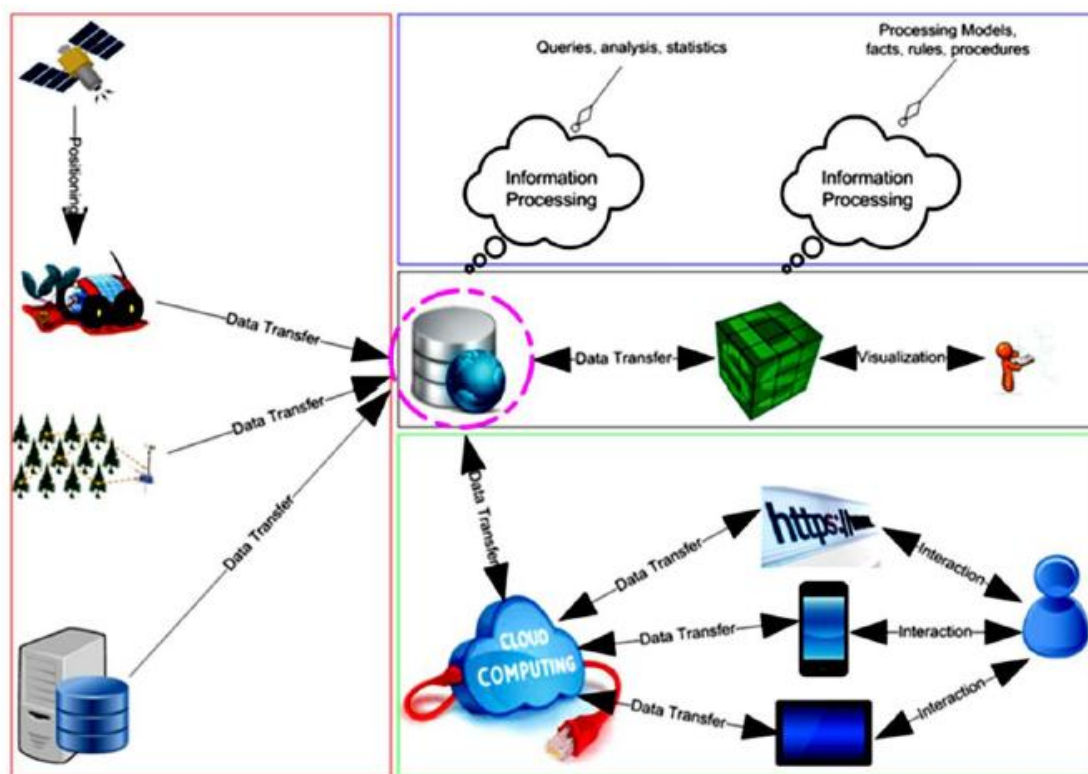 Positioning
Data Transfer
Data Transfer
Data Transfer
Queries, analysis, statistics
Processing Models,
facts, rules, procedures
Information
Processing
Information
Processing
Data Transfer
Visualization
Data Transfer
CLOUD
COMPUTING
Data Transfer
https://
Interaction
Data Transfer
Interaction
Data Transfer
Interaction